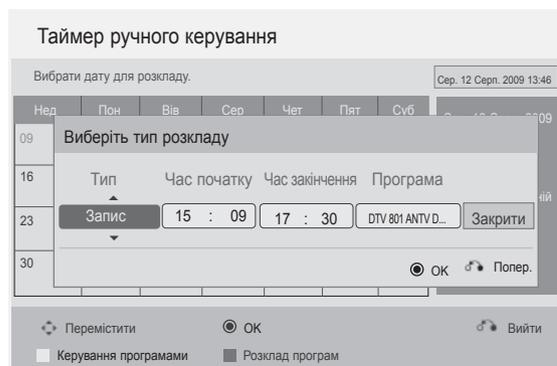 Таймер ручного керування
Вибрати дату для розкладу.
Сер. 12 Серп. 2009 13:46
Нед Пон Вів Сер Чет Пят Суб
09
Виберіть тип розкладу
16
Тип Час початку Час закінчення Програма
23
Запис 15 : 09 17 : 30 DTV 801 ANTV D... Закрити
30
OK Попер.
Перемістити OK Вийти
Керування програмами Розклад програм